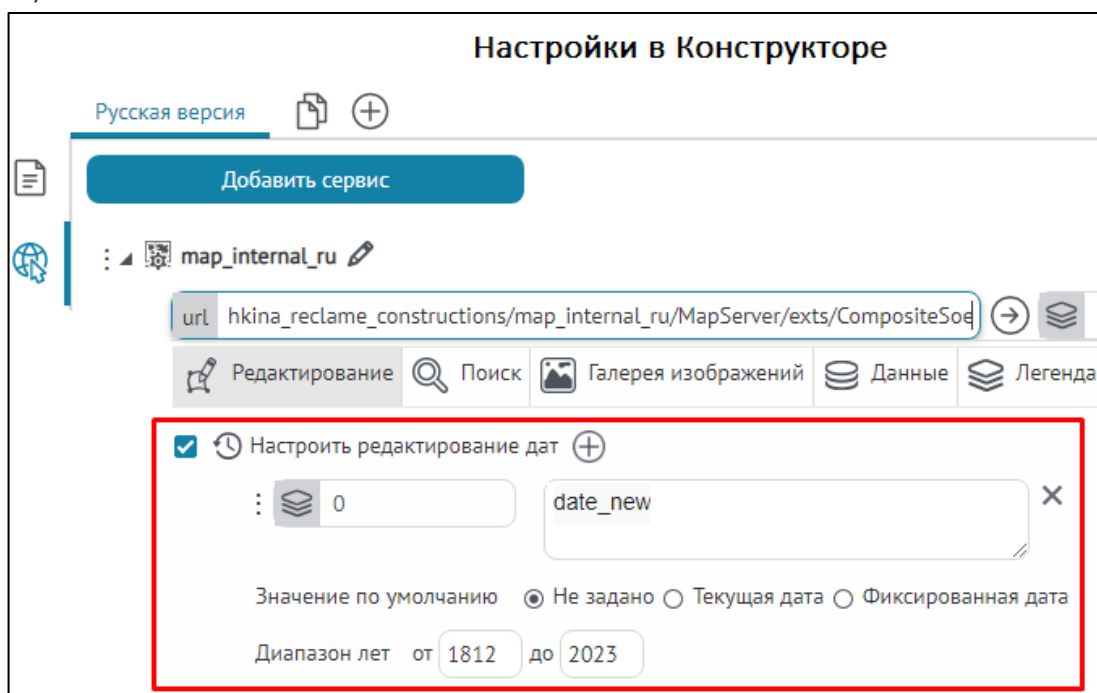 Настройки в Конструкторе
Русская версия
Добавить сервис
map_internal_ru
url hkina_reclame_constructions/map_internal_ru/MapServer/exts/CompositeSoe
Редактирование Поиск Галерея изображений Данные Легенда
Настроить редактирование дат
0 date_new
Значение по умолчанию Не задано Текущая дата Фиксированная дата
Диапазон лет от 1812 до 2023